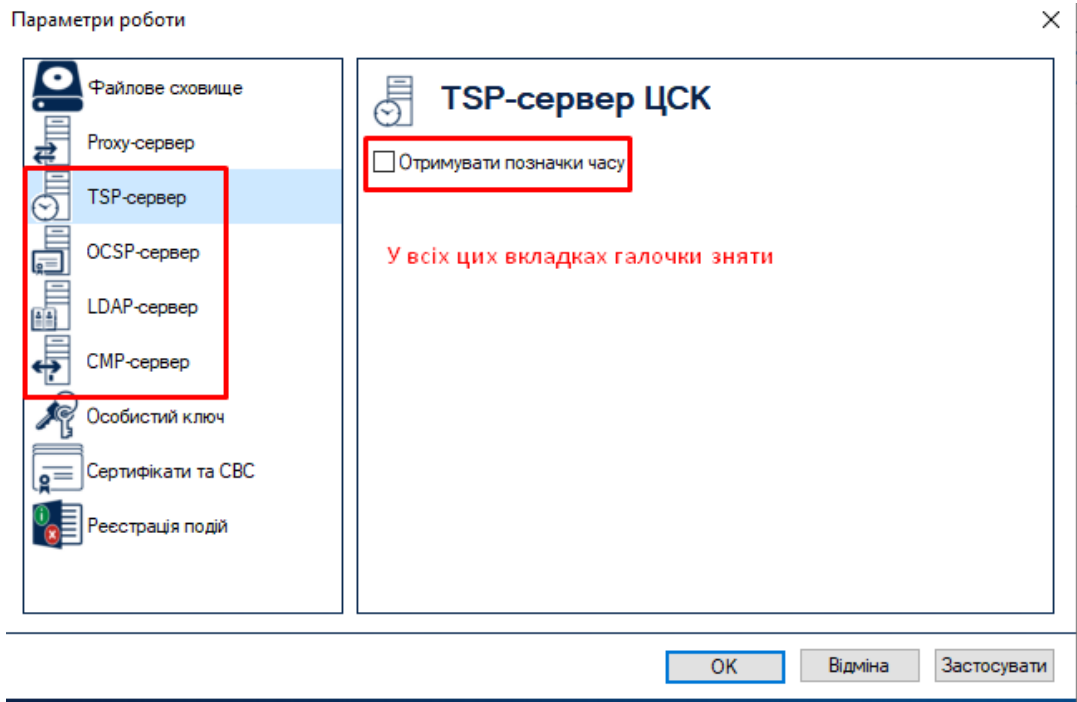 Параметри роботи
Файлове сховище
Proxy-сервер
TSP-сервер
OCSP-сервер
LDAP-сервер
CMP-сервер
Особистий ключ
Сертифікати та СВС
Реєстрація подій
TSP-сервер ЦСК
Отримувати позначки часу
У всіх цих вкладках галочки зняти
OK
Відміна
Застосувати